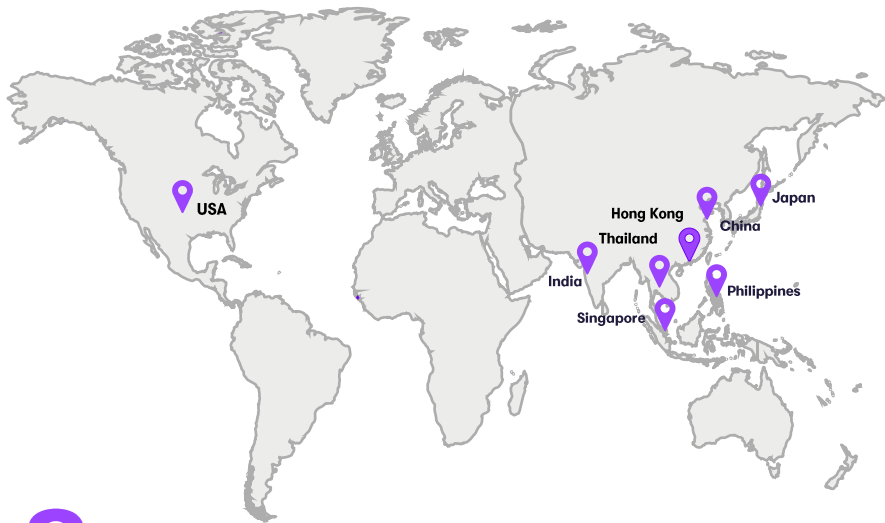 USA
Japan
Hong Kong
China
Thailand
India
Philippines
Singapore